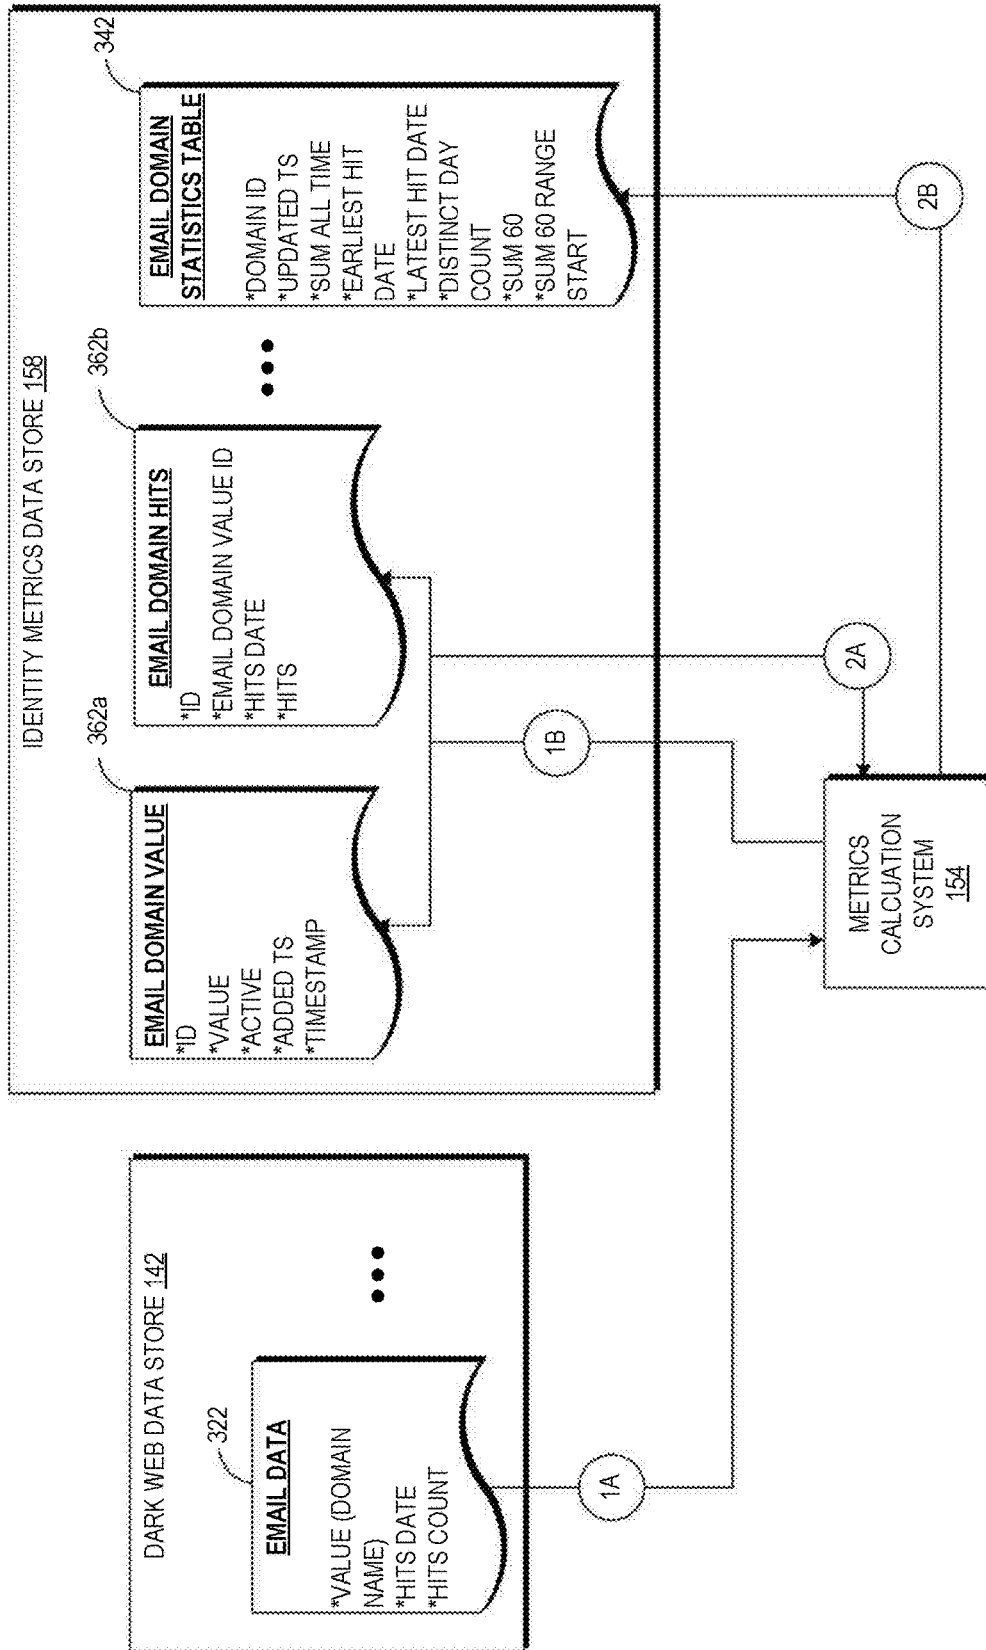 DARK WEB DATA STORE 142
322
EMAIL DATA
*VALUE (DOMAIN
NAME)
*HITS DATE
*HITS COUNT
IDENTITY METRICS DATA STORE 158
362a
EMAIL DOMAIN VALUE
*ID
*VALUE
*ACTIVE
*ADDED TS
*TIMESTAMP
362b
EMAIL DOMAIN HITS
*ID
*EMAIL DOMAIN VALUE ID
*HITS DATE
*HITS
342
EMAIL DOMAIN
STATISTICS TABLE
*DOMAIN ID
*UPDATED TS
*SUM ALL TIME
*EARLIEST HIT
DATE
*LATEST HIT DATE
*DISTINCT DAY
COUNT
*SUM 60
*SUM 60 RANGE
START
1A
1B
2A
2B
METRICS
CALCUATION
SYSTEM
154